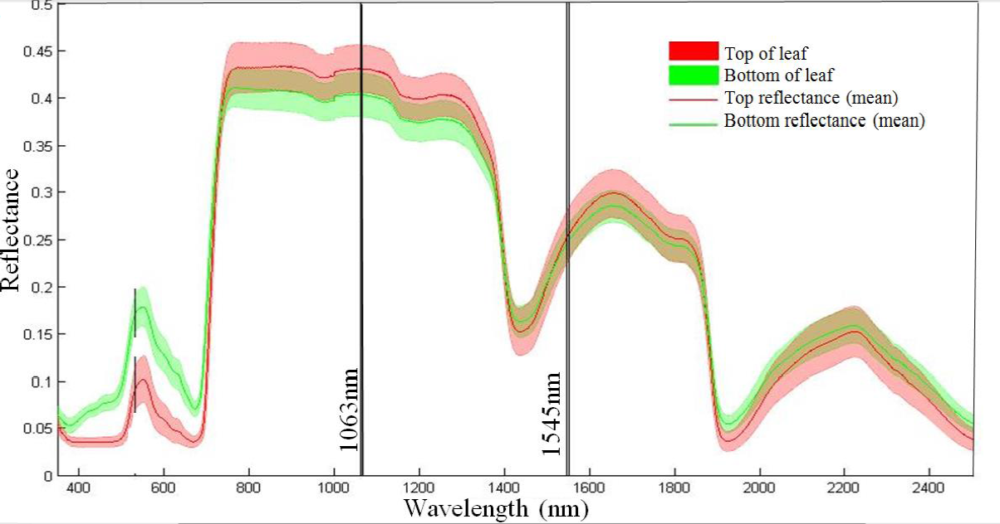 0.5
0.45
0.4
0.35
0.3
0.25
0.2
0.15
0.1
0.05
0
Reflectance
Top of leaf
Bottom of leaf
Top reflectance (mean)
Bottom reflectance (mean)
1063nm
1545nm
400 600 800 1000 1200 1400 1600 1800 2000 2200 2400
Wavelength (nm)